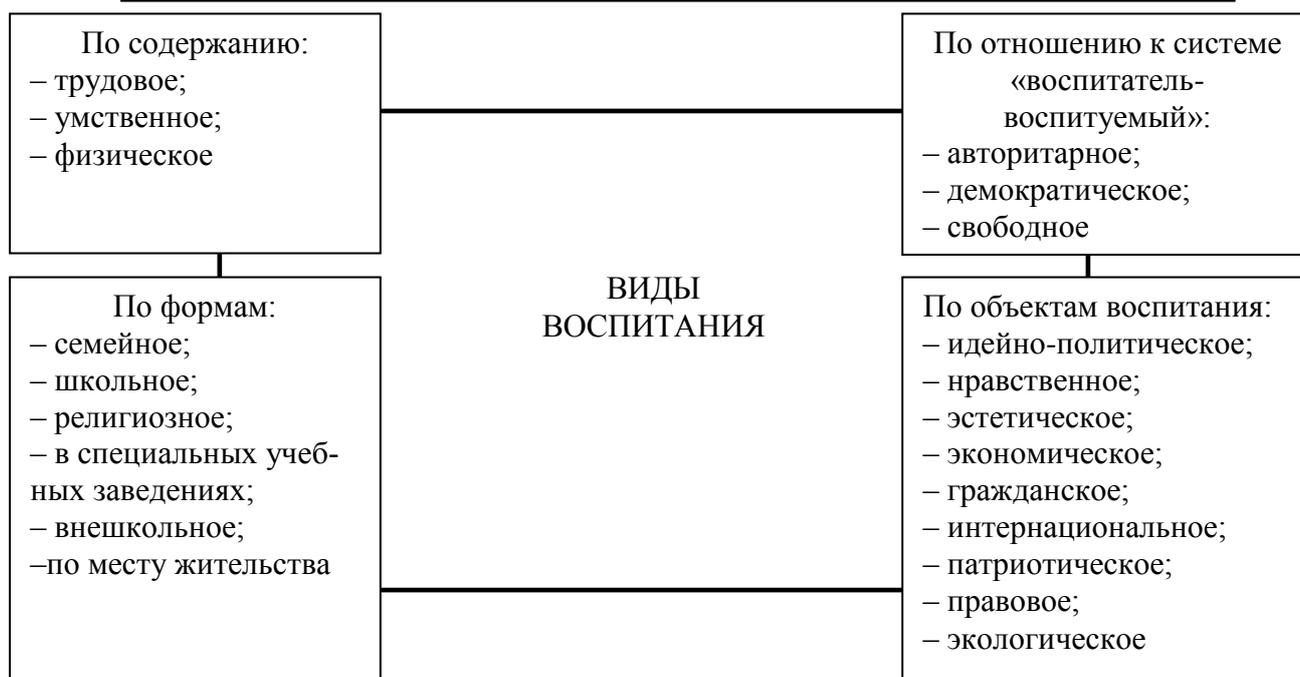 По содержанию:
– трудовое;
– умственное;
– физическое
По отношению к системе
«воспитатель-
воспитуемый»:
– авторитарное;
– демократическое;
– свободное
ВИДЫ
ВОСПИТАНИЯ
По формам:
– семейное;
– школьное;
– религиозное;
– в специальных учеб-
ных заведениях;
– внешкольное;
–по месту жительства
По объектам воспитания:
– идейно-политическое;
– нравственное;
– эстетическое;
– экономическое;
– гражданское;
– интернациональное;
– патриотическое;
– правовое;
– экологическое